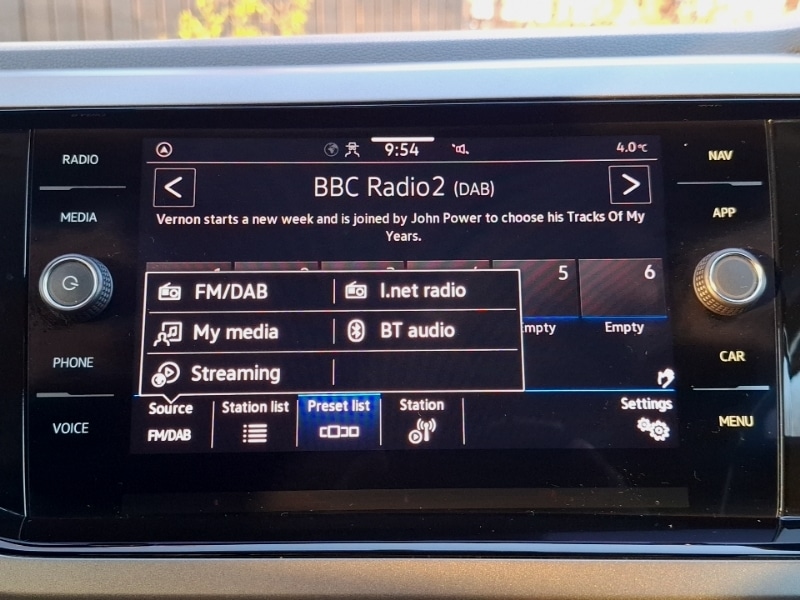 RADIO
MEDIA
PHONE
VOICE
9:54
4.0°C
BBC Radio2 (DAB)
Vernon starts a new week and is joined by John Power to choose his Tracks Of My
Years.
5
6
Empty
FM/DAB
I.net radio
My media
BT audio
Streaming
Source
FM/DAB
Station list
Preset list
Station
Settings
NAV
APP
CAR
MENU